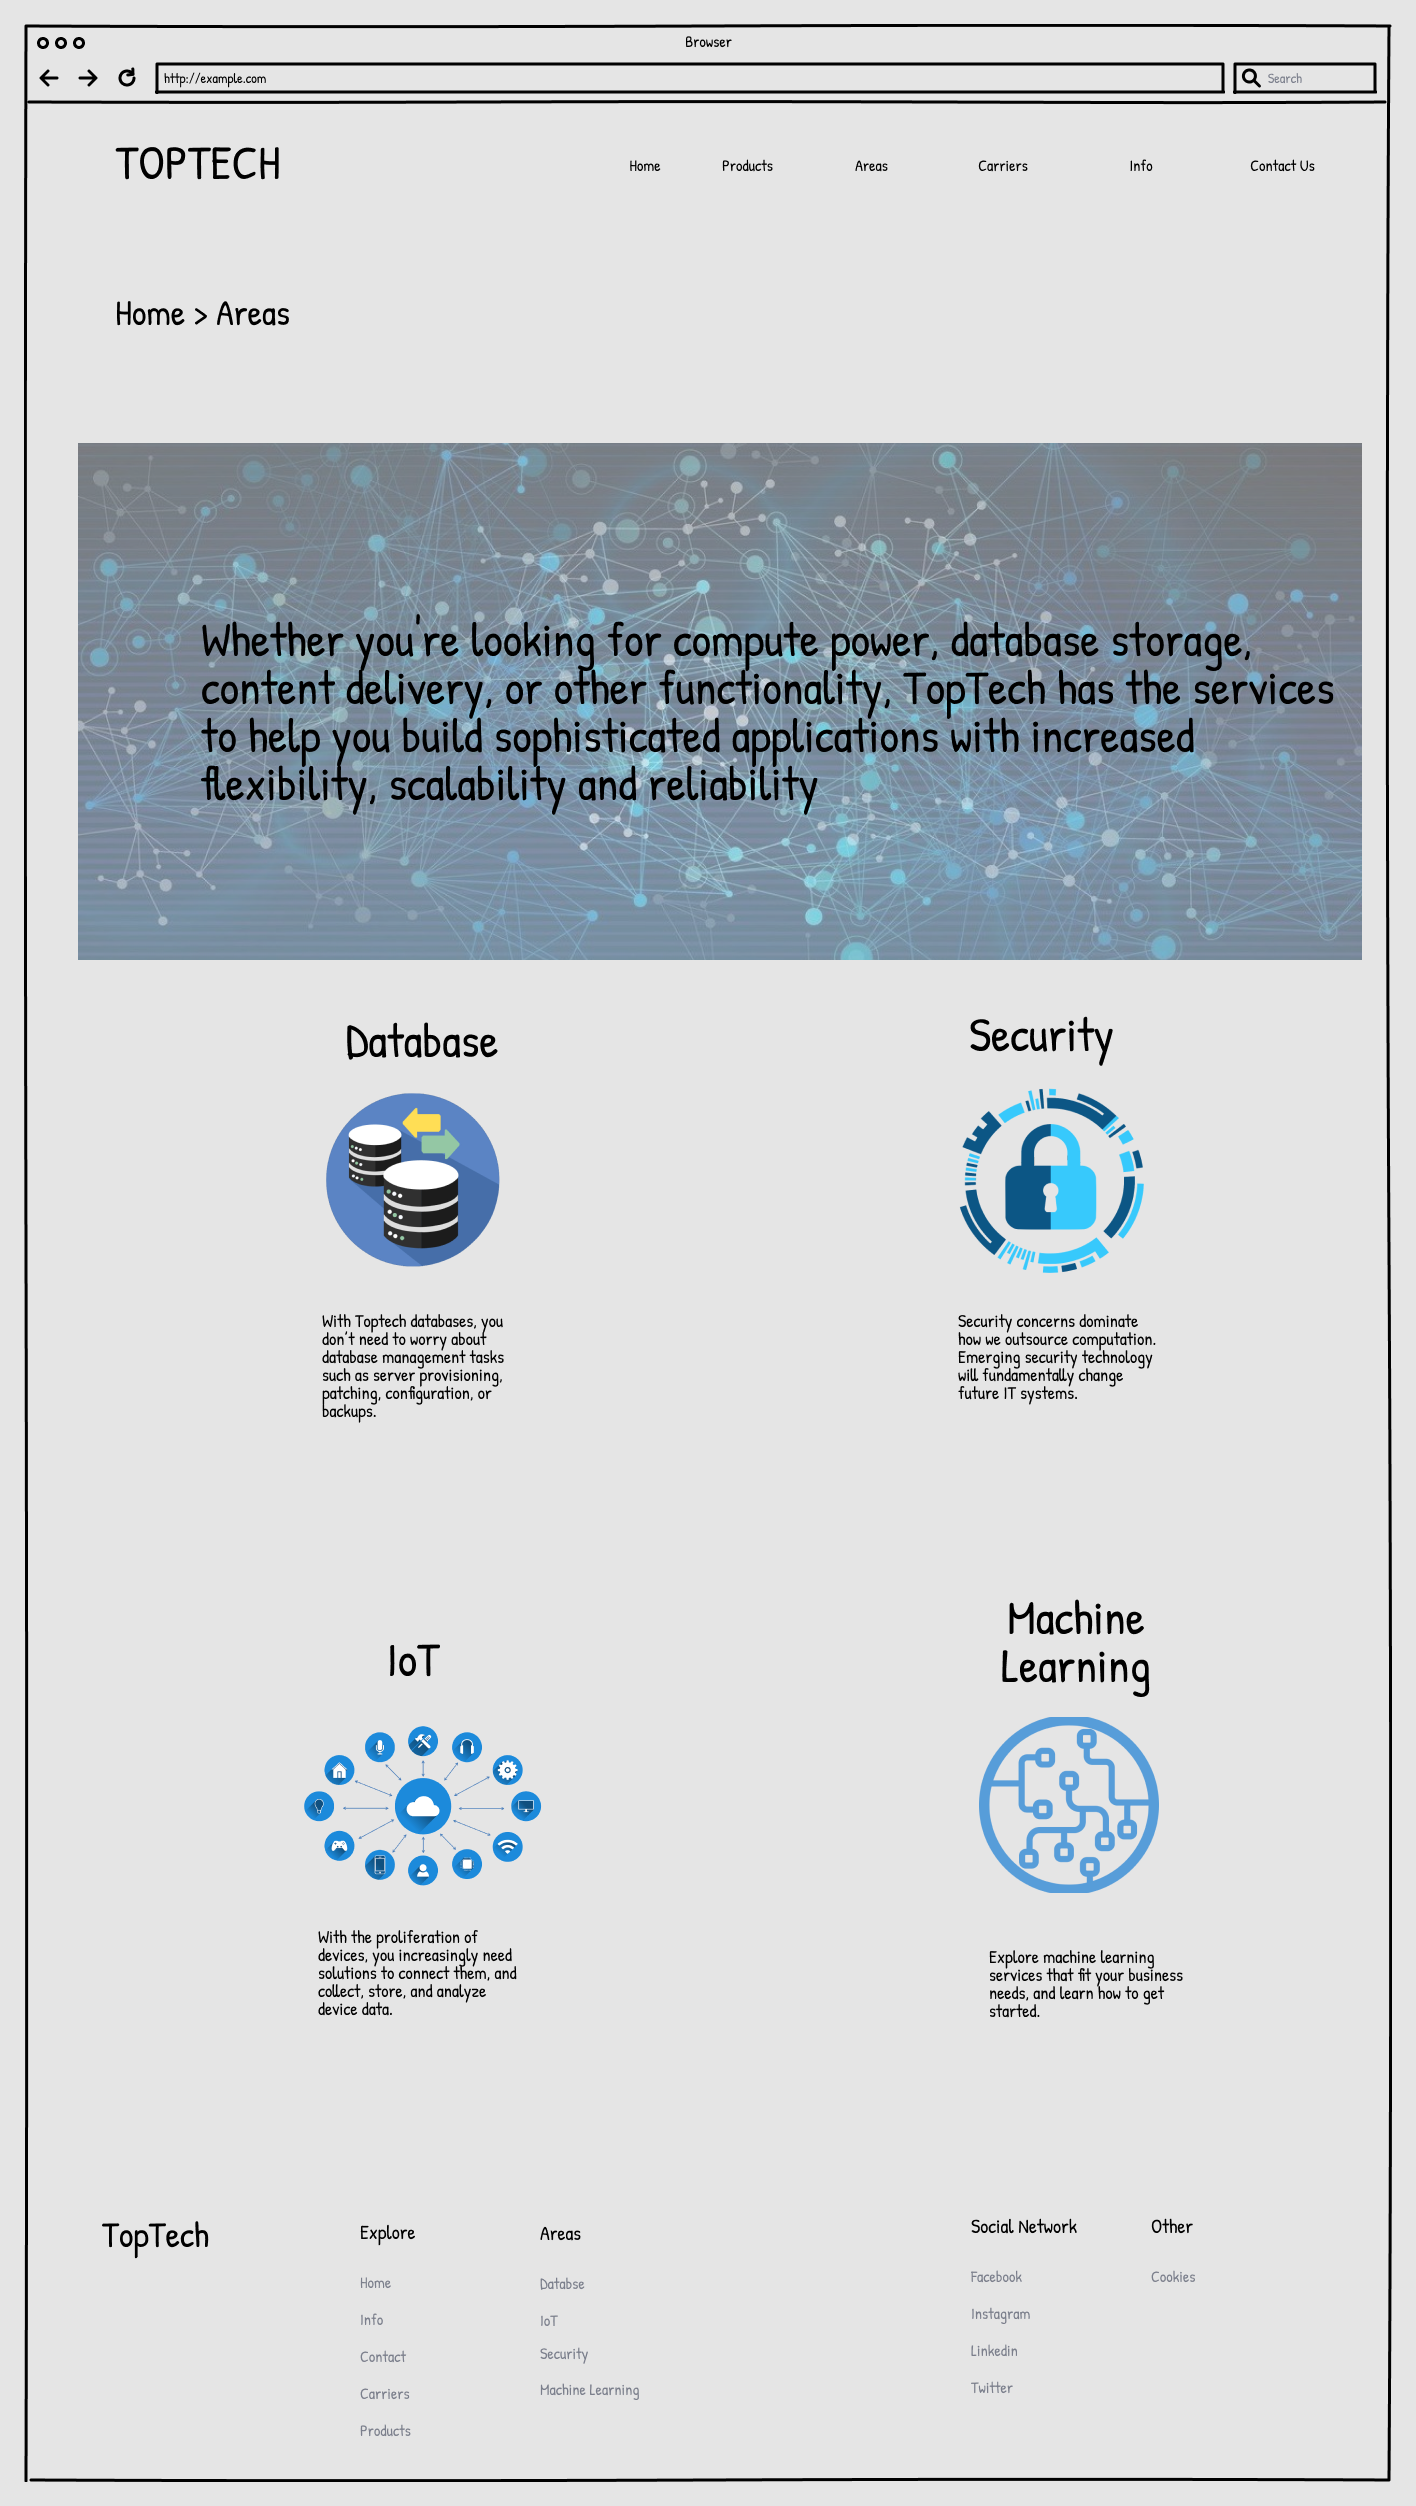 Browser
http://example.com
Search
TOPTECH
Home
Products
Areas
Carriers
Info
Contact Us
Home > Areas
Whether you're looking for compute power, database storage,
content delivery, or other functionality, TopTech has the services
to help you build sophisticated applications with increased
flexibility, scalability and reliability
Database
With Toptech databases, you
don't need to worry about
database management tasks
such as server provisioning,
patching, configuration, or
backups.
Security
Security concerns dominate
how we outsource computation.
Emerging security technology
will fundamentally change
future IT systems.
IoT
With the proliferation of
devices, you increasingly need
solutions to connect them, and
collect, store, and analyze
device data.
Machine
Learning
Explore machine learning
services that fit your business
needs, and learn how to get
started.
TopTech
Explore
Home
Info
Contact
Carriers
Products
Areas
Databse
IoT
Security
Machine Learning
Social Network
Facebook
Instagram
Linkedin
Twitter
Other
Cookies